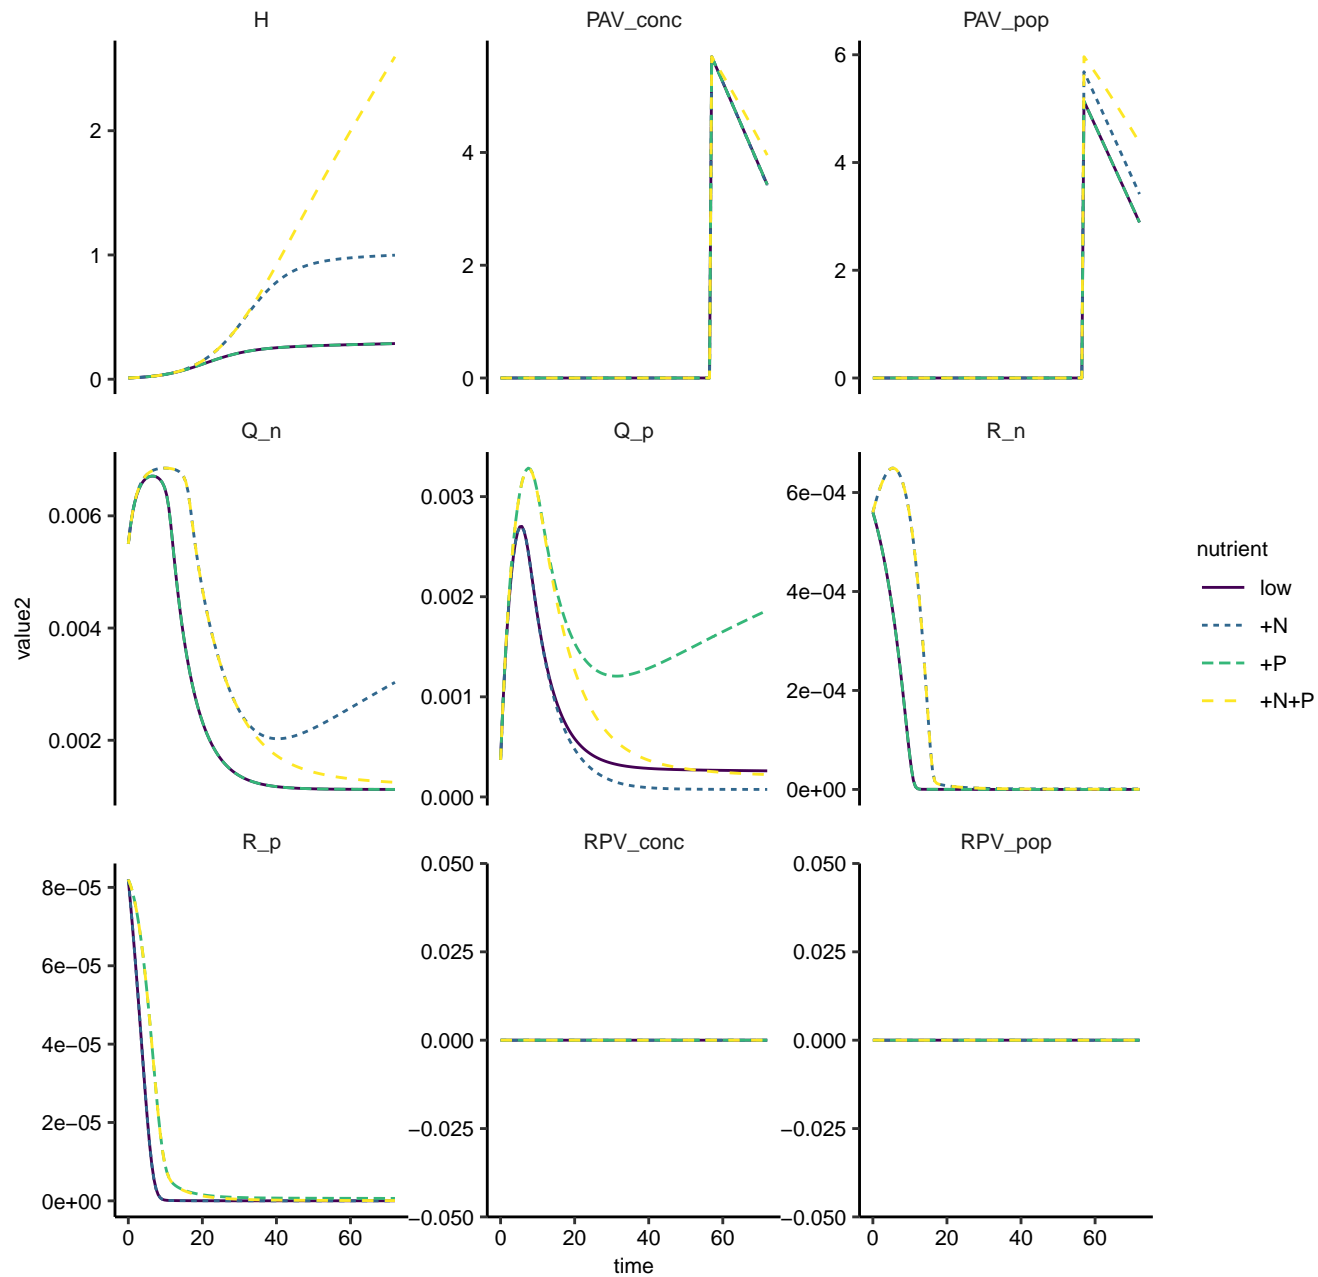 H
PAV_conc
PAV_pop
2
1
0
4
2
0
6
4
2
0
Q_n
Q_p
R_n
0.006
0.004
0.002
0.003
0.002
0.001
0.000
6e−04
4e−04
2e−04
0e+00
R_p
RPV_conc
RPV_pop
8e−05
6e−05
4e−05
2e−05
0e+00
0.050
0.025
0.000
−0.025
−0.050
0.050
0.025
0.000
−0.025
−0.050
0 20 40 60
0 20 40 60
0 20 40 60
time
value2
nutrient
low
+N
+P
+N+P